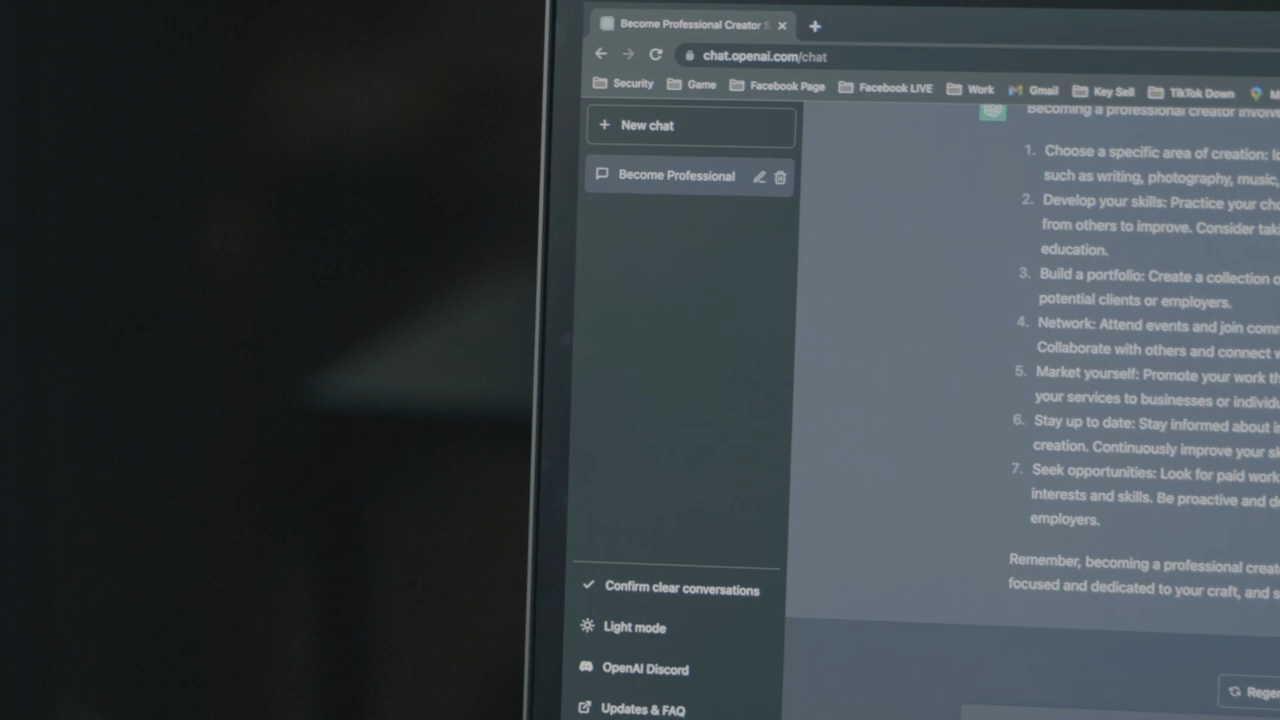 Become Professional Creator
chat.openai.com/chat
Security Game Facebook Page Facebook LIVE Work Gmail Key Sell TikTok Down
New chat
Become Professional
Confirm clear conversations
Light mode
OpenAI Discord
Updates & FAQ
Becoming a professional creator
1. Choose a specific area of creation:
such as writing, photography, music,
2. Develop your skills: Practice your
from others to improve. Consider
education.
3. Build a portfolio: Create a collection
potential clients or employers.
4. Network: Attend events and join
Collaborate with others and connect
5. Market yourself: Promote your work
your services to businesses or
6. Stay up to date: Stay informed about
creation. Continuously improve your
7. Seek opportunities: Look for paid work
interests and skills. Be proactive and
employers.
Remember, becoming a professional
focused and dedicated to your craft, and